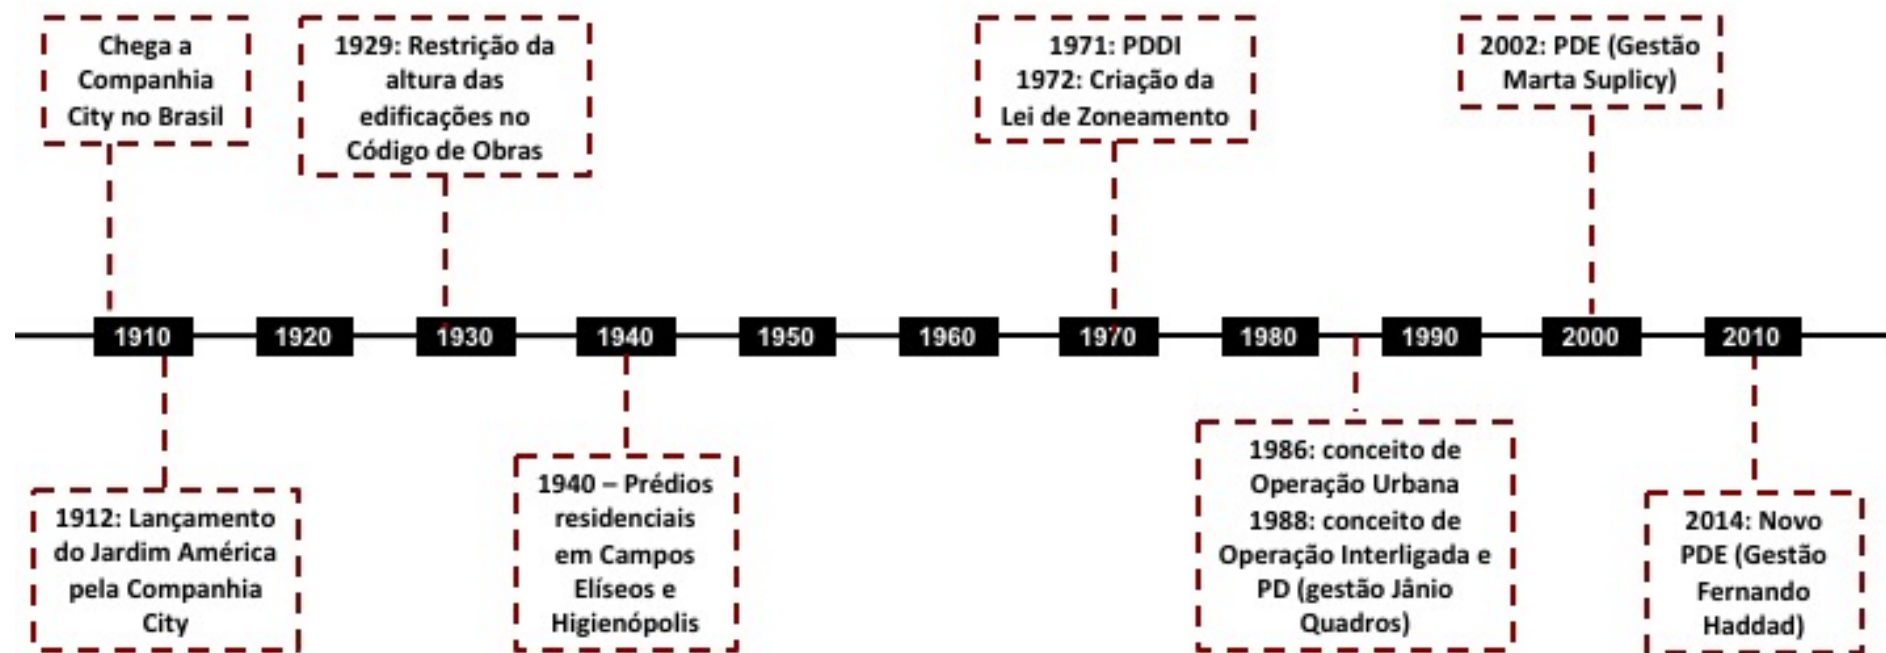 Chega a
Companhia
City no Brasil
1929: Restrição da
altura das
edificações no
Código de Obras
1971: PDDI
1972: Criação da
Lei de Zoneamento
2002: PDE (Gestão
Marta Suplicy)
1910
1920
1930
1940
1950
1960
1970
1980
1990
2000
2010
1912: Lançamento
do Jardim América
pela Companhia
City
1940 – Prédios
residenciais
em Campos
Elíseos e
Higienópolis
1986: conceito de
Operação Urbana
1988: conceito de
Operação Interligada e
PD (gestão Jânio
Quadros)
2014: Novo
PDE (Gestão
Fernando
Haddad)